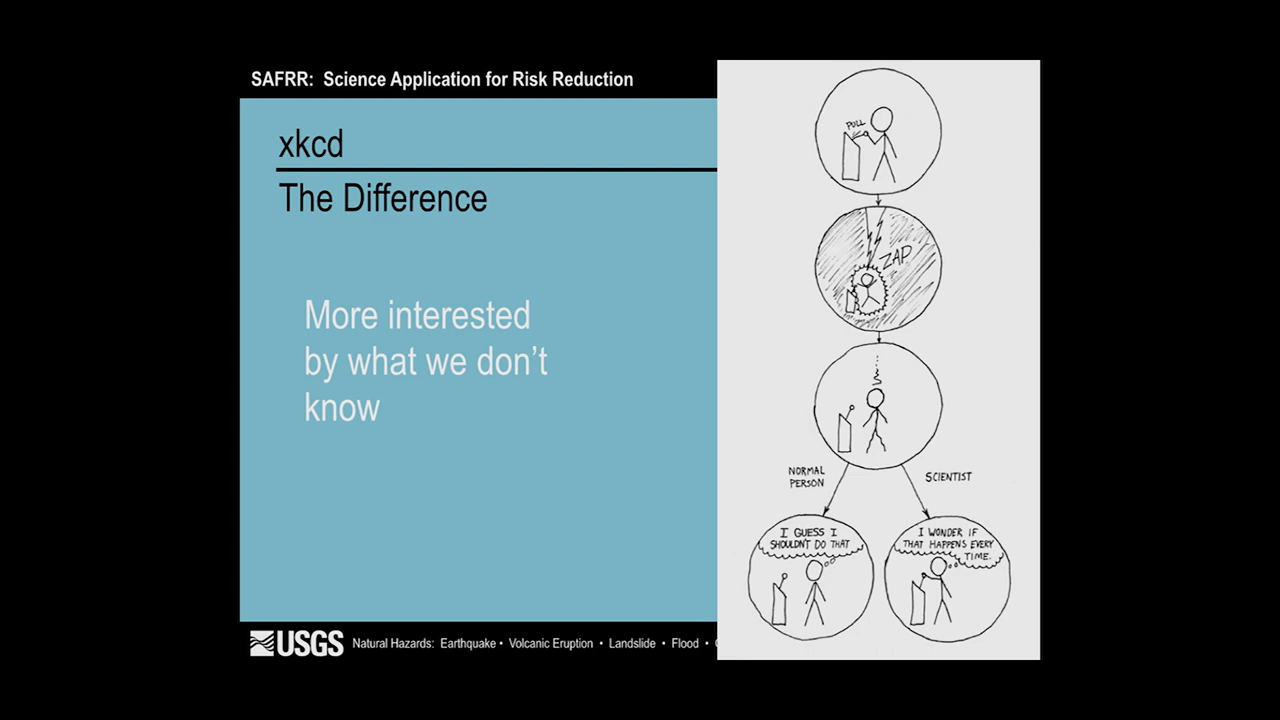 SAFRR: Science Application for Risk Reduction
xkcd
The Difference
More interested
by what we don't
know
USGS
Natural Hazards: Earthquake • Volcanic Eruption • Landslide • Flood •
PULL
ZAP
NORMAL
PERSON
SCIENTIST
I GUESS I
SHOULDN'T DO THAT
I WONDER IF
THAT HAPPENS EVERY
TIME.